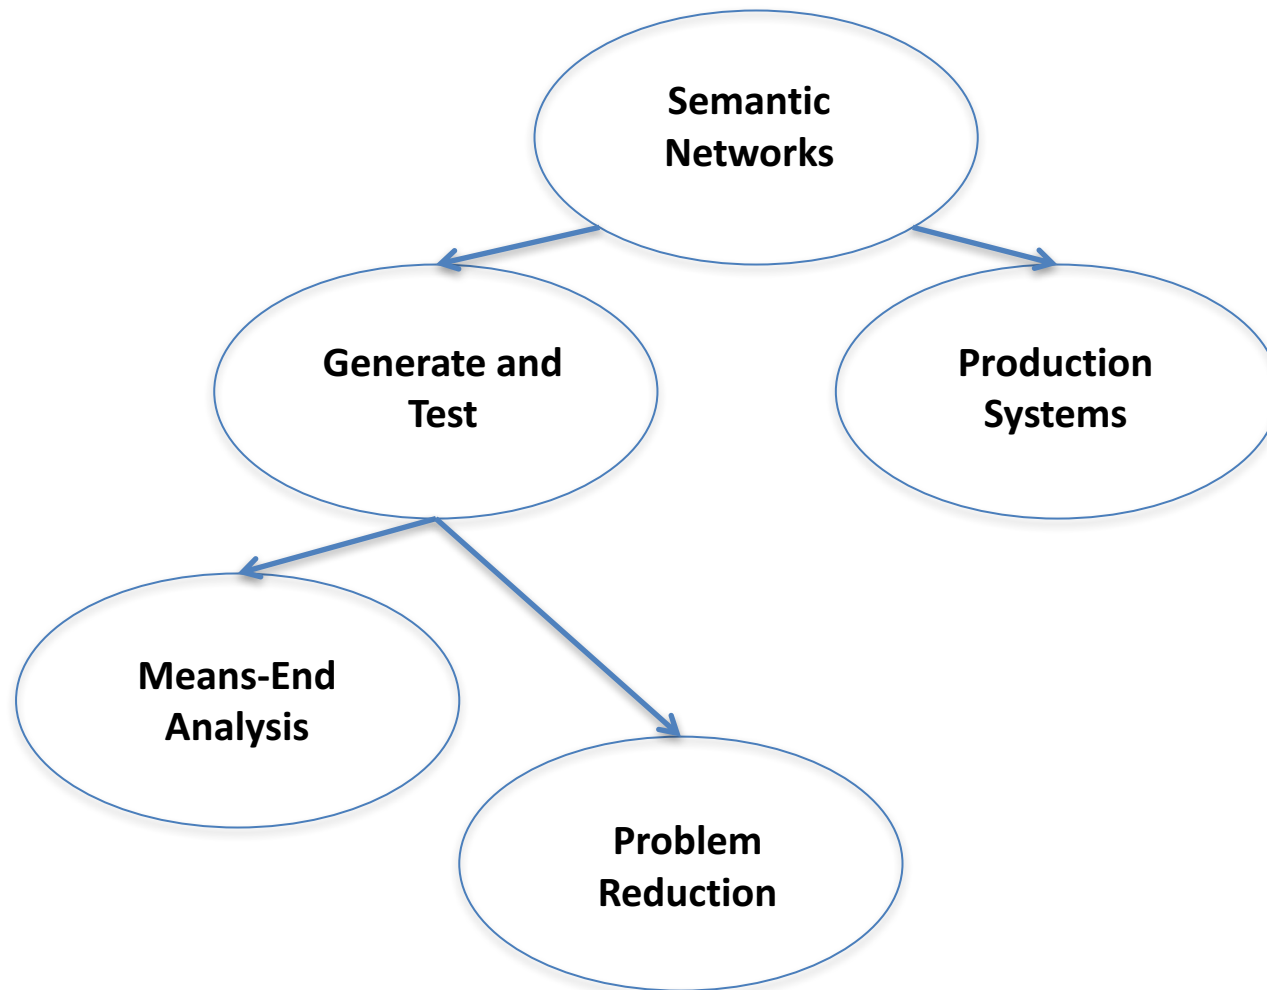 Semantic
Networks
Generate and
Test
Production
Systems
Means-End
Analysis
Problem
Reduction